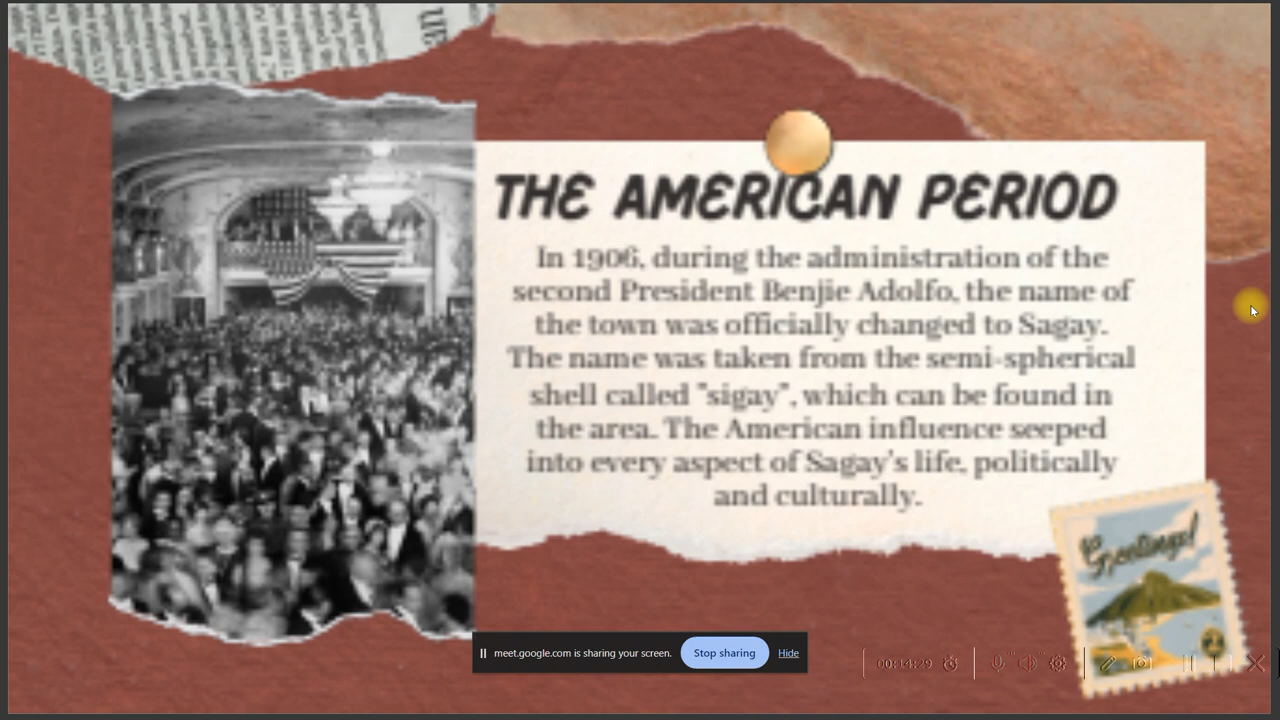 an
THE AMERICAN PERIOD
In 1906, during the administration of the
second President Benjie Adolfo, the name of
the town was officially changed to Sagay.
The name was taken from the semi-spherical
shell called "sigay", which can be found in
the area. The American influence seeped
into every aspect of Sagay's life, politically
and culturally.
Greetings!
meet.google.com is sharing your screen.
Stop sharing
Hide
00:14:29